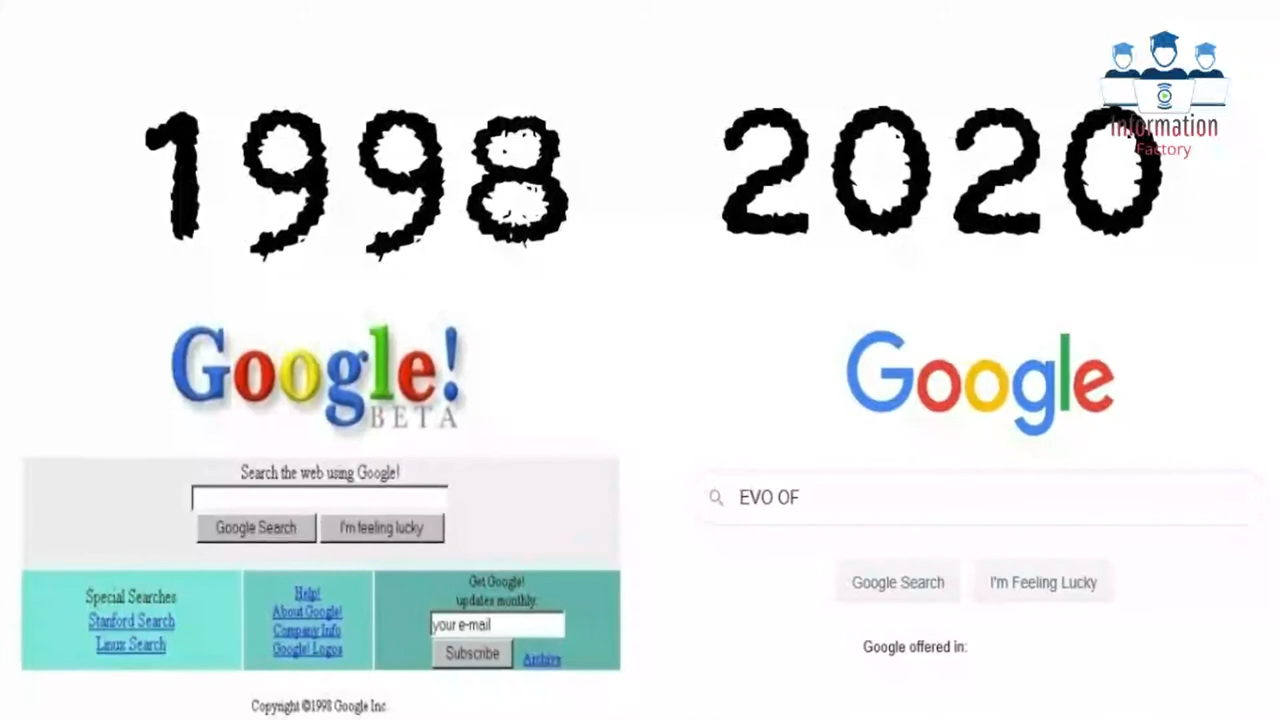 1998
2020
Information
Factory
Google!
BETA
Search the web using Google!
Google Search
I'm feeling lucky
Special Searches
Stanford Search
Linux Search
Help!
About Google!
Company Info
Google! Logos
Get Google!
updates monthly:
your e-mail
Subscribe
Archive
Copyright ©1998 Google Inc
Google
EVO OF
Google Search
I'm Feeling Lucky
Google offered in: